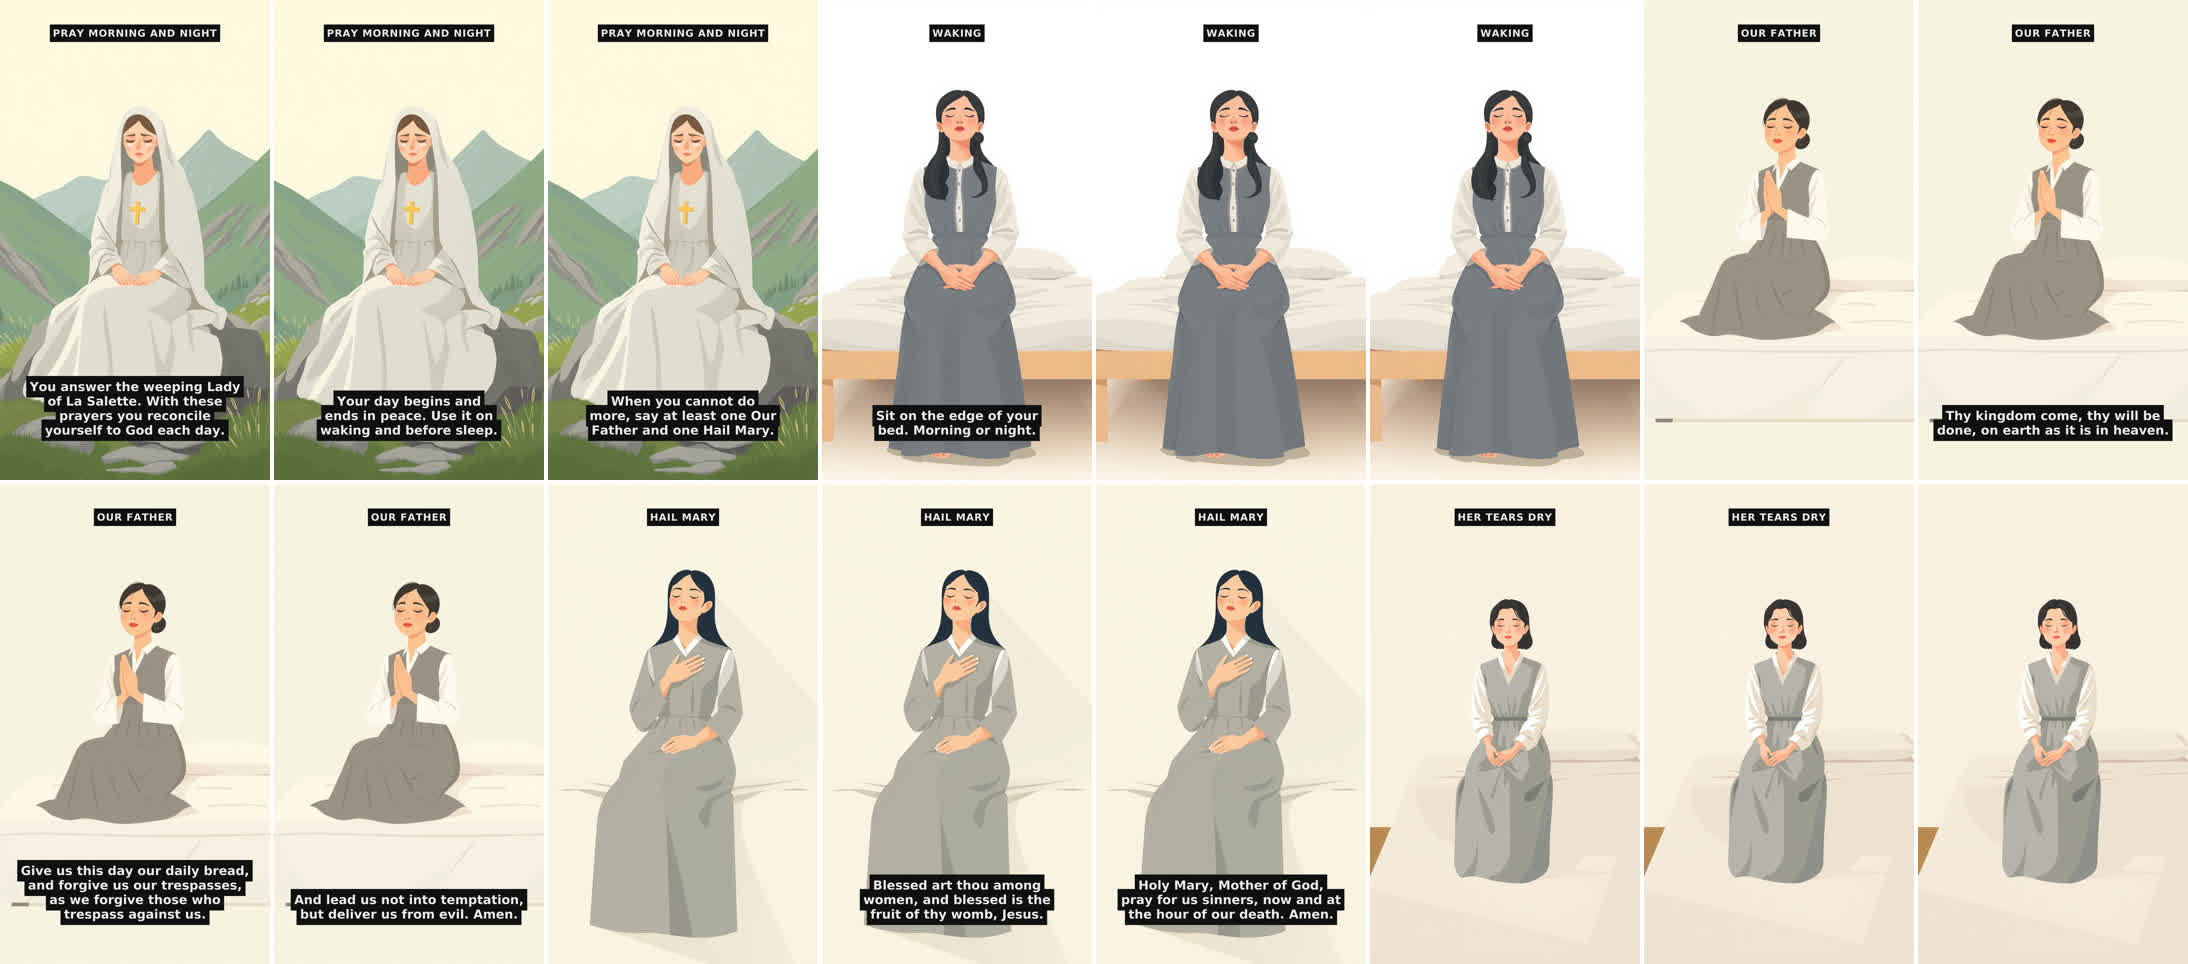 PRAY MORNING AND NIGHT
You answer the weeping Lady
of La Salette. With these
prayers you reconcile
yourself to God each day.
PRAY MORNING AND NIGHT
Your day begins and
ends in peace. Use it on
waking and before sleep.
PRAY MORNING AND NIGHT
When you cannot do
more, say at least one Our
Father and one Hail Mary.
WAKING
Sit on the edge of your
bed. Morning or night.
WAKING
WAKING
OUR FATHER
OUR FATHER
Thy kingdom come, thy will be
done, on earth as it is in heaven.
OUR FATHER
Give us this day our daily bread,
and forgive us our trespasses,
as we forgive those who
trespass against us.
OUR FATHER
And lead us not into temptation,
but deliver us from evil. Amen.
HAIL MARY
HAIL MARY
Blessed art thou among
women, and blessed is the
fruit of thy womb, Jesus.
HAIL MARY
Holy Mary, Mother of God,
pray for us sinners, now and at
the hour of our death. Amen.
HER TEARS DRY
HER TEARS DRY